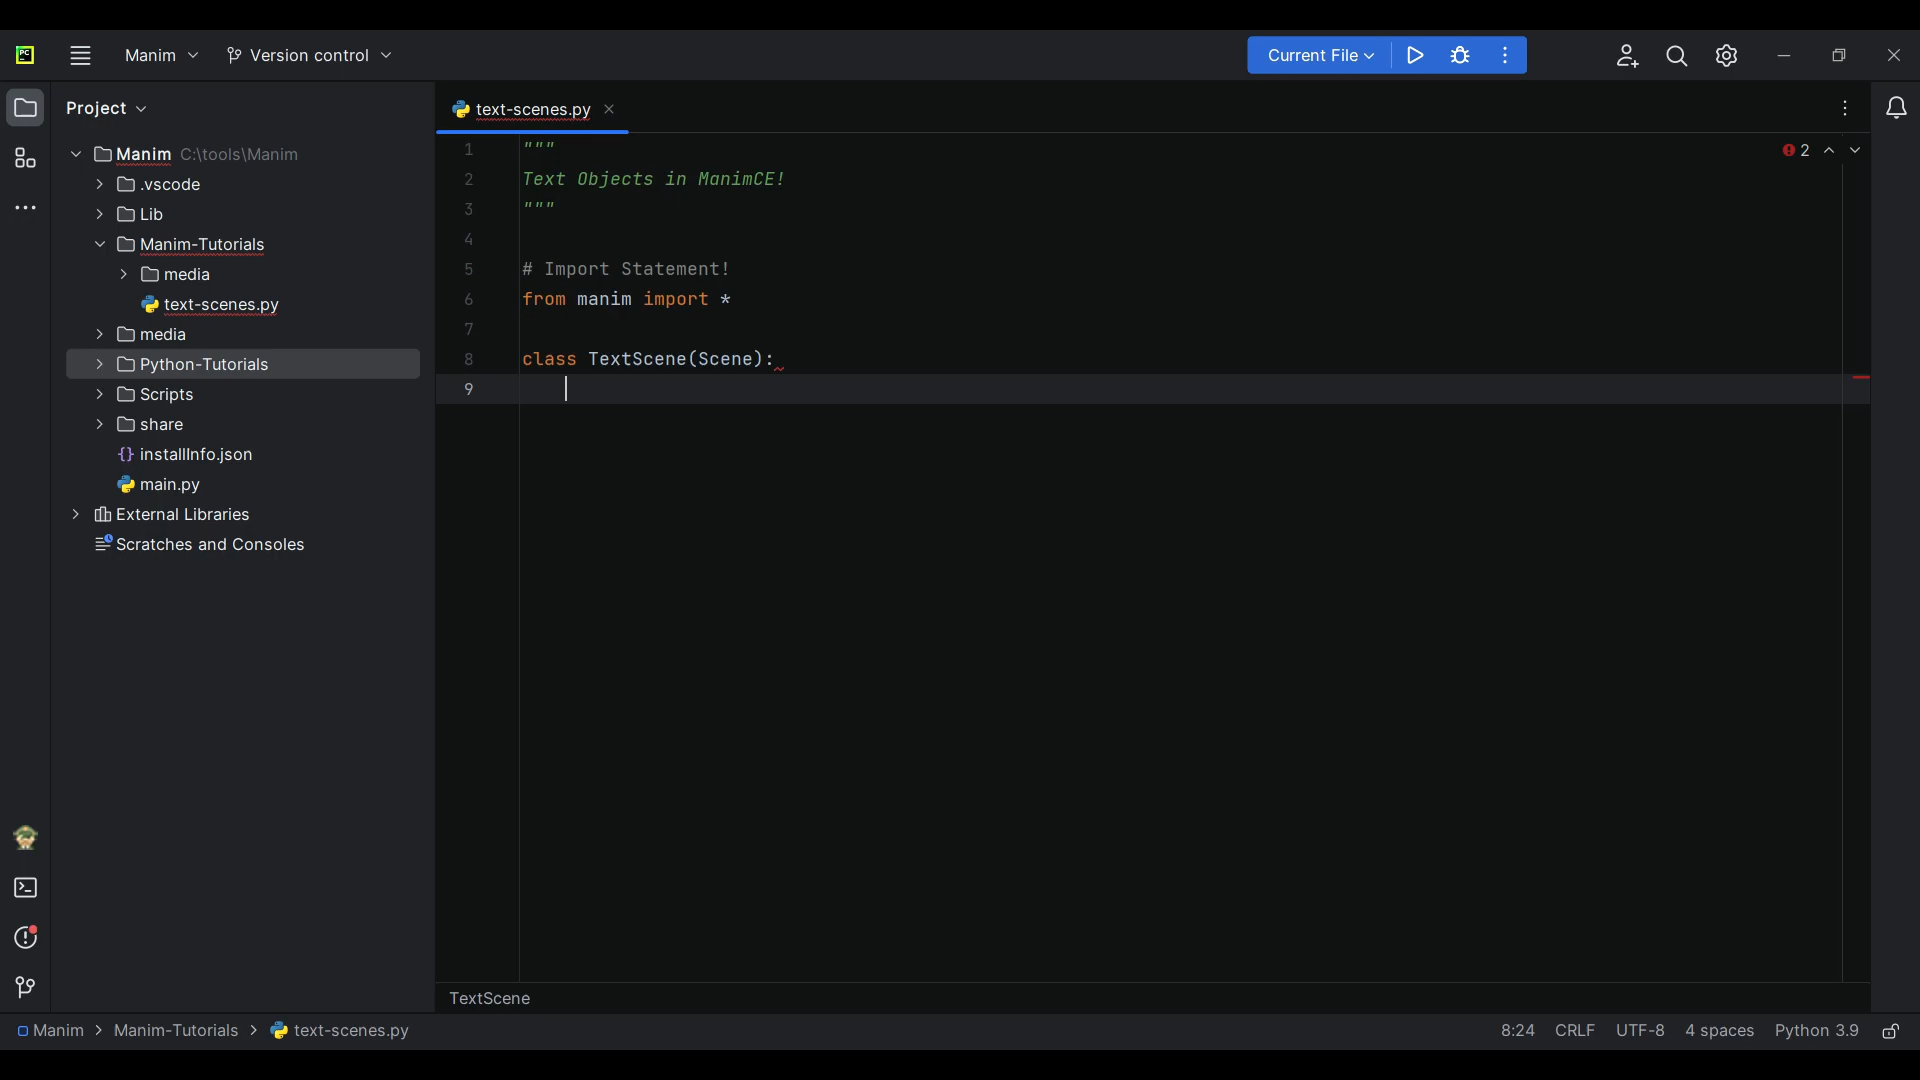 PC
Manim
Version control
Current File
Project
text-scenes.py
Manim C:\tools\Manim
.vscode
Lib
Manim-Tutorials
media
text-scenes.py
media
Python-Tutorials
Scripts
share
installInfo.json
main.py
External Libraries
Scratches and Consoles
1 """
2 Text Objects in ManimCE!
3 """
4
5 # Import Statement!
6 from manim import *
7
8 class TextScene(Scene):
9
2
TextScene
Manim > Manim-Tutorials > text-scenes.py
8:24 CRLF UTF-8 4 spaces Python 3.9